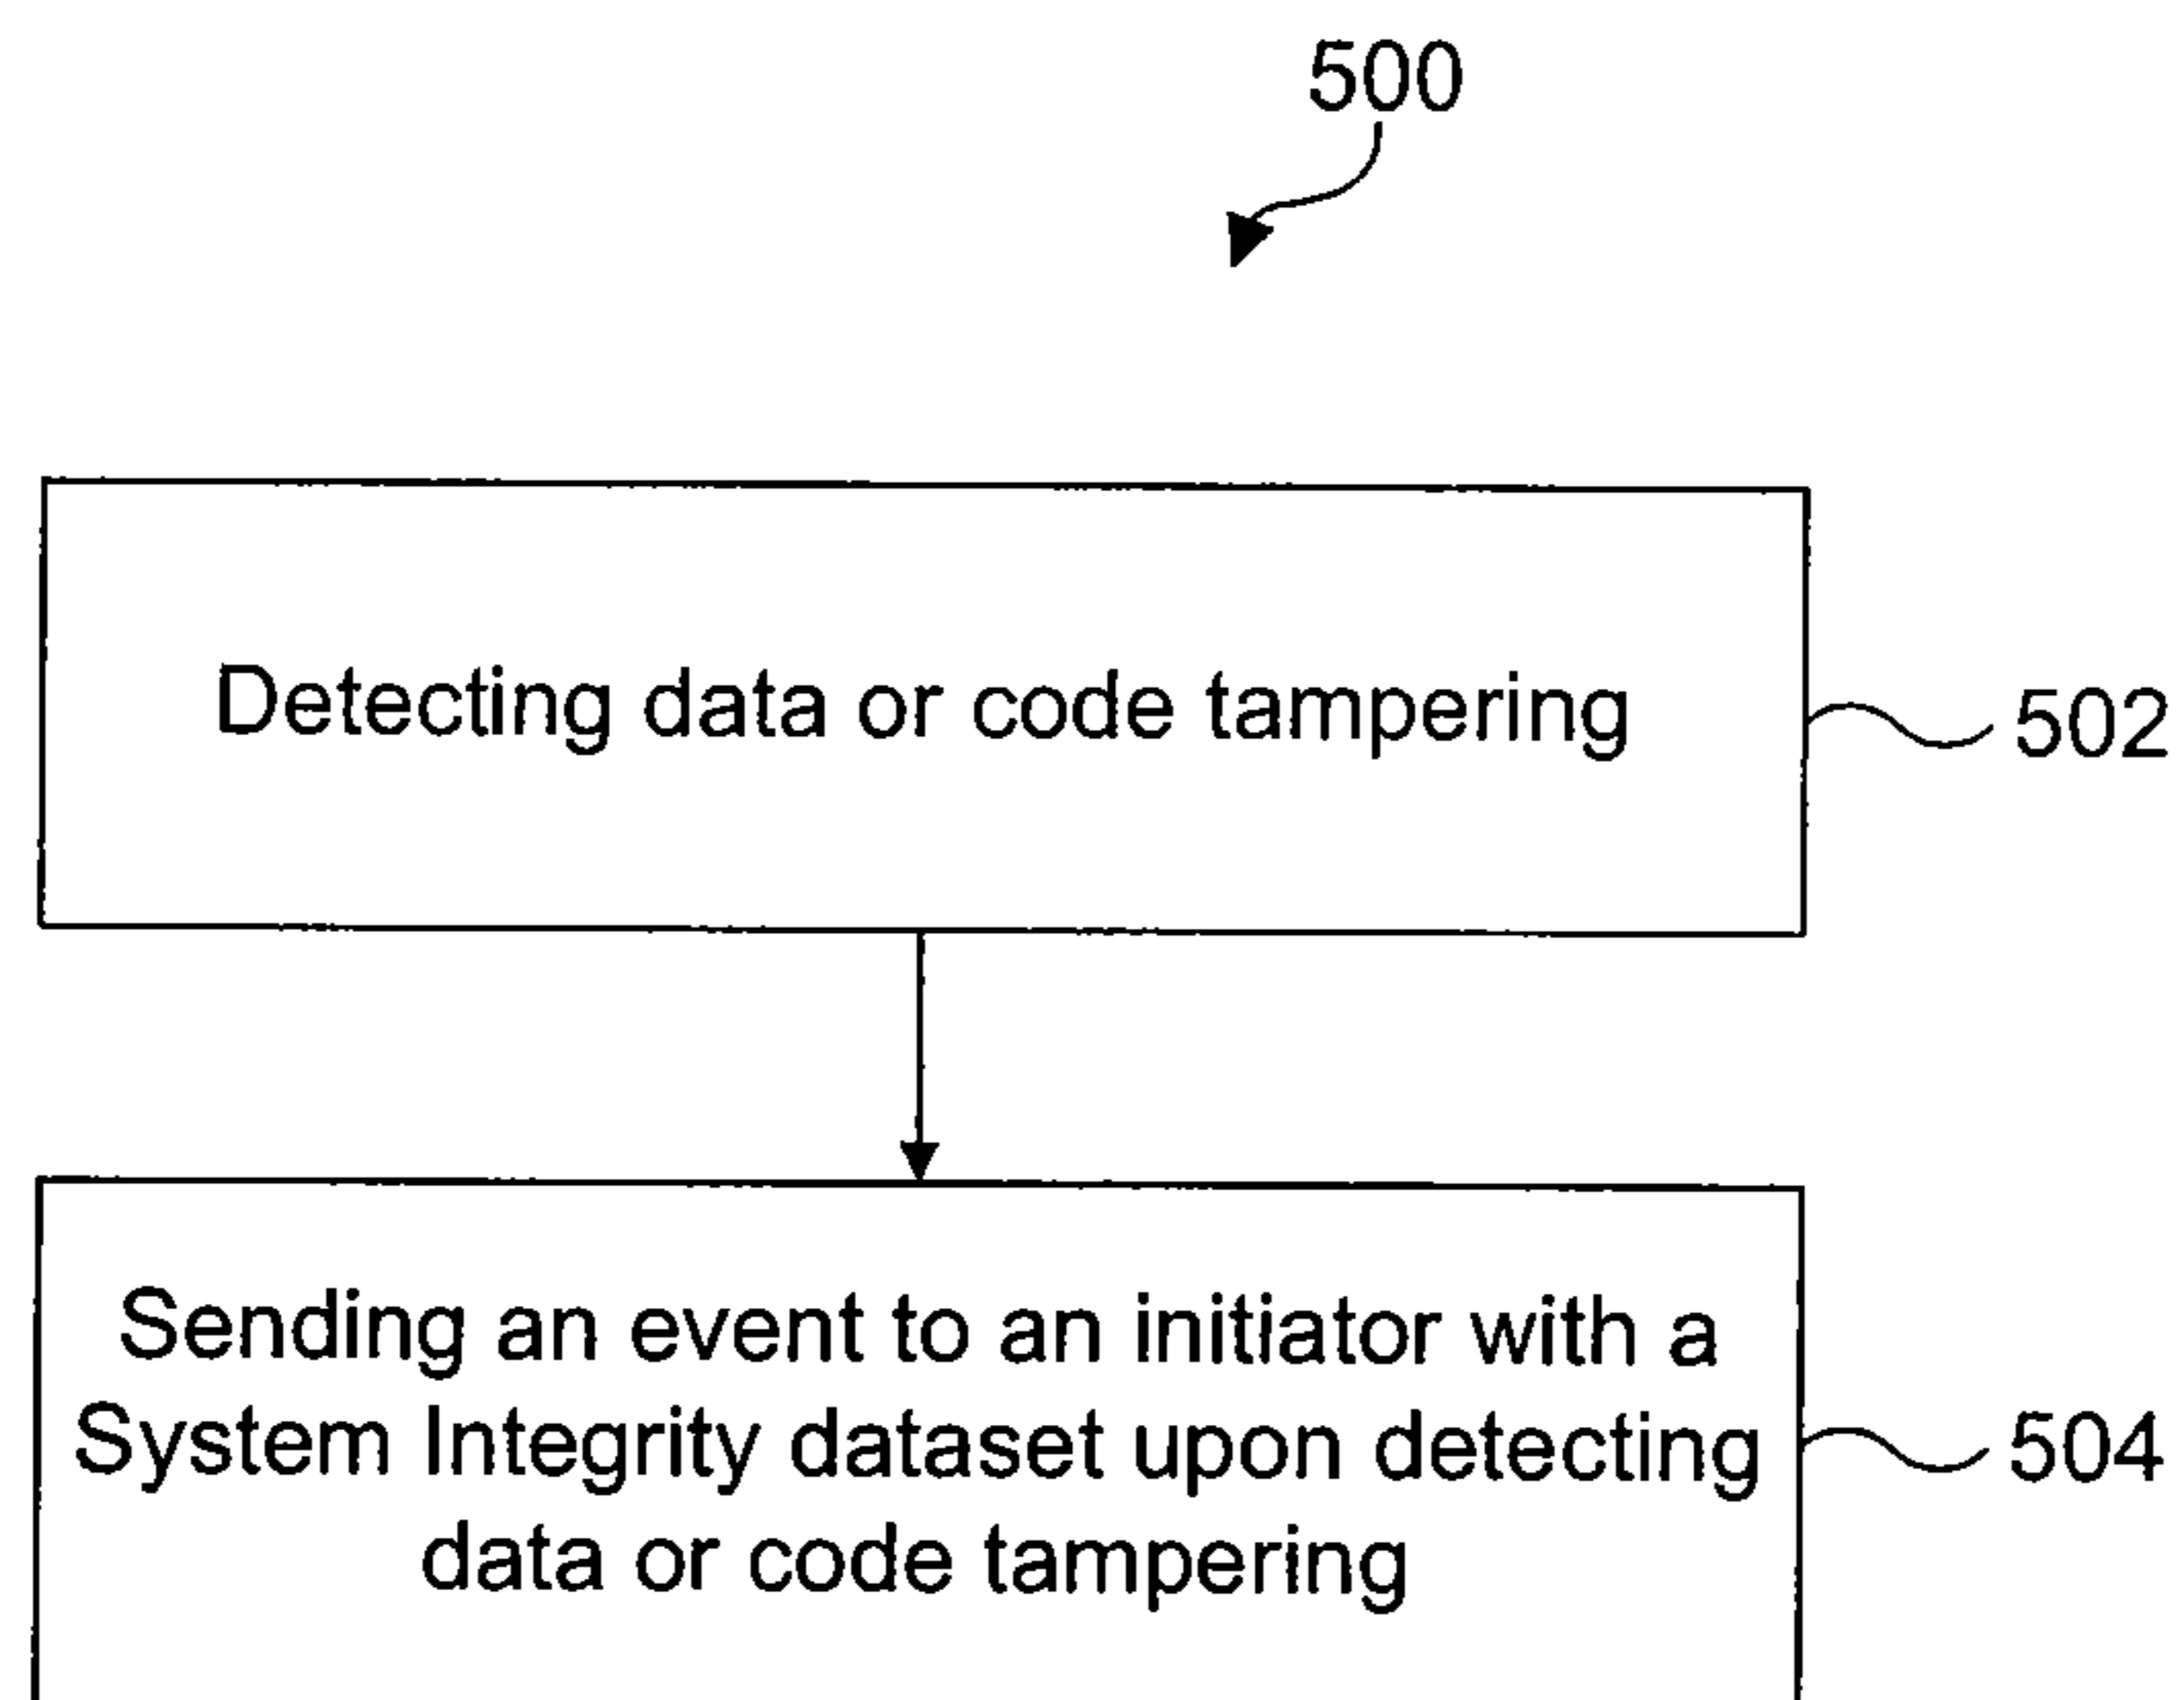 500
Detecting data or code tampering
502
Sending an event to an initiator with a
System Integrity dataset upon detecting
data or code tampering
504